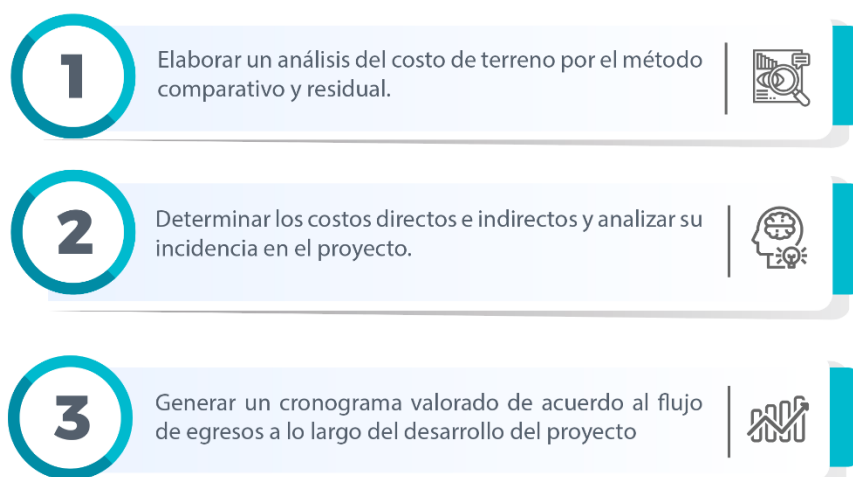 1
Elaborar un análisis del costo de terreno por el método
comparativo y residual.
2
Determinar los costos directos e indirectos y analizar su
incidencia en el proyecto.
3
Generar un cronograma valorado de acuerdo al flujo
de egresos a lo largo del desarrollo del proyecto